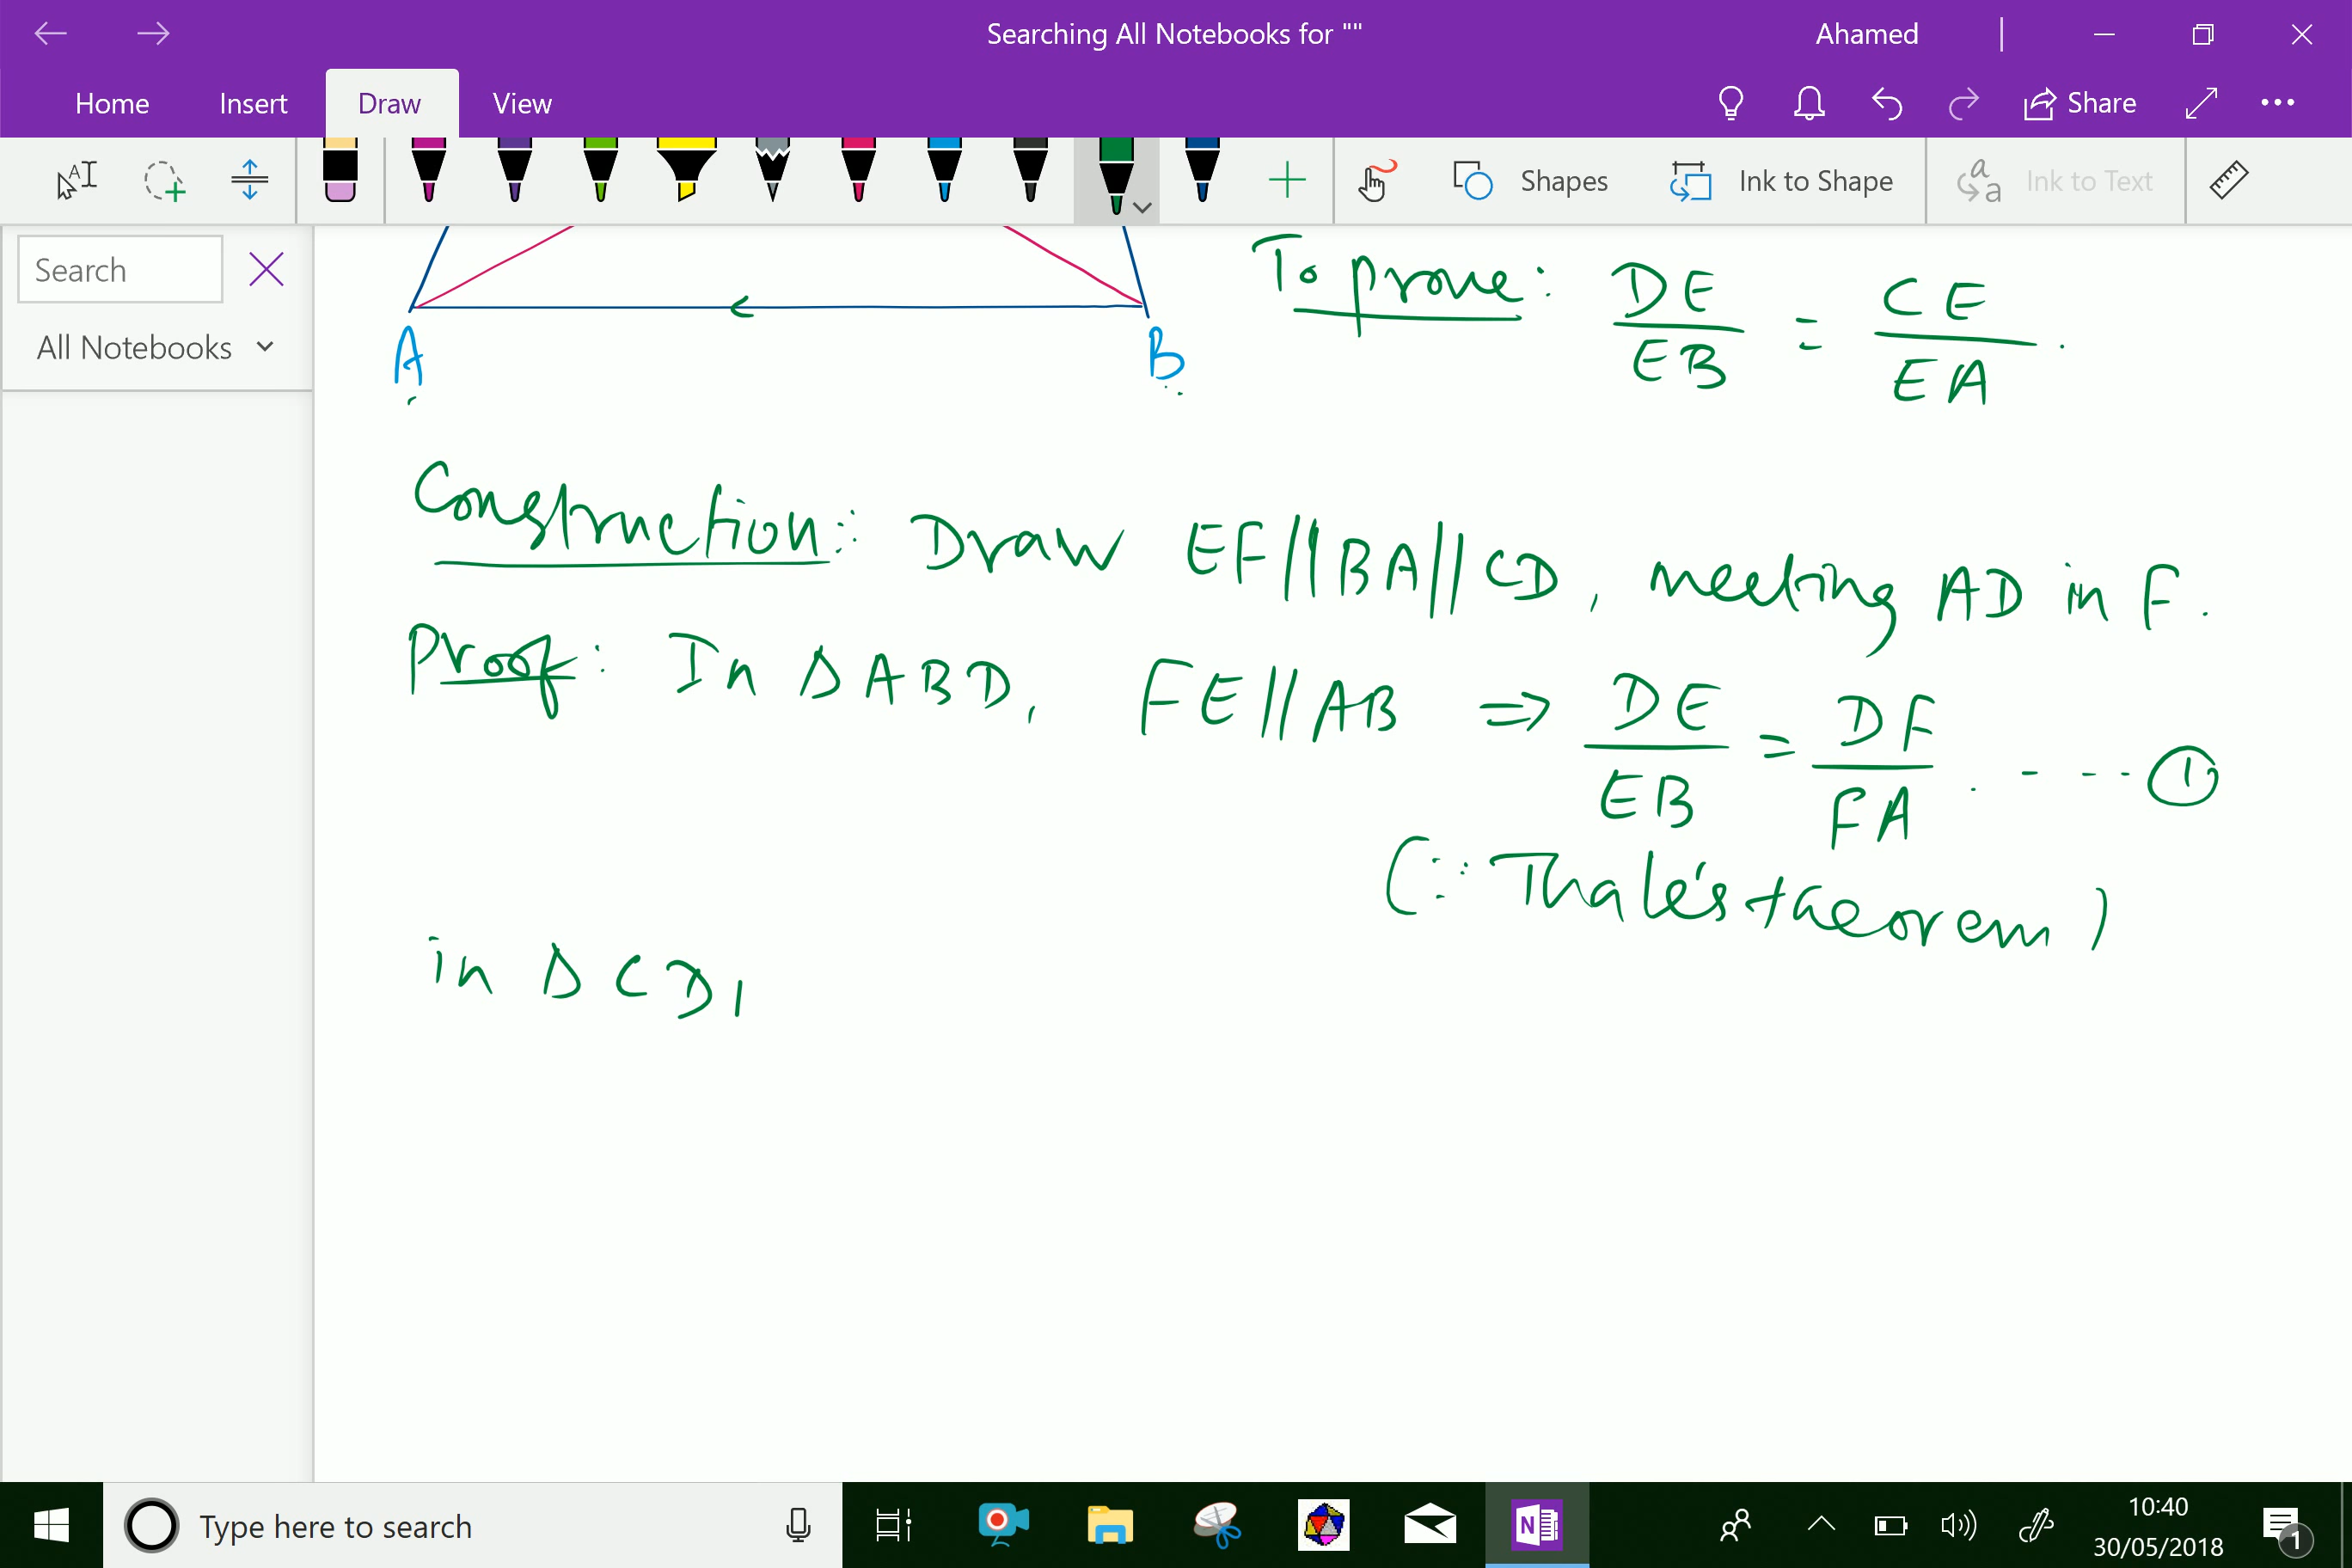 Searching All Notebooks for ""
Ahamed
Home Insert Draw View
Share
Shapes
Ink to Shape
Ink to Text
Search
All Notebooks
A
B
To prove: DE/EB = CE/EA.
Construction: Draw EF||BA||CD, meeting AD in F.
Proof: In ΔABD, FE||AB ⇒ DE/EB = DF/FA. - - - - ①
(∵ Thale's theorem)
in Δ CD,
Type here to search
10:40
30/05/2018
1